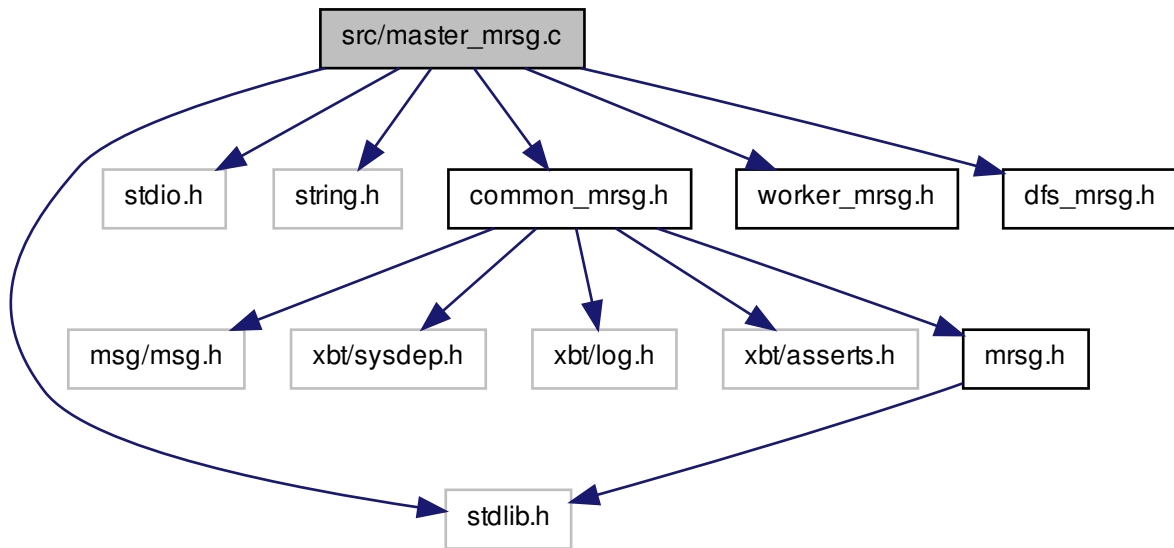 src/master_mrsg.c
stdio.h
string.h
common_mrsg.h
worker_mrsg.h
dfs_mrsg.h
msg/msg.h
xbt/sysdep.h
xbt/log.h
xbt/asserts.h
mrsg.h
stdlib.h